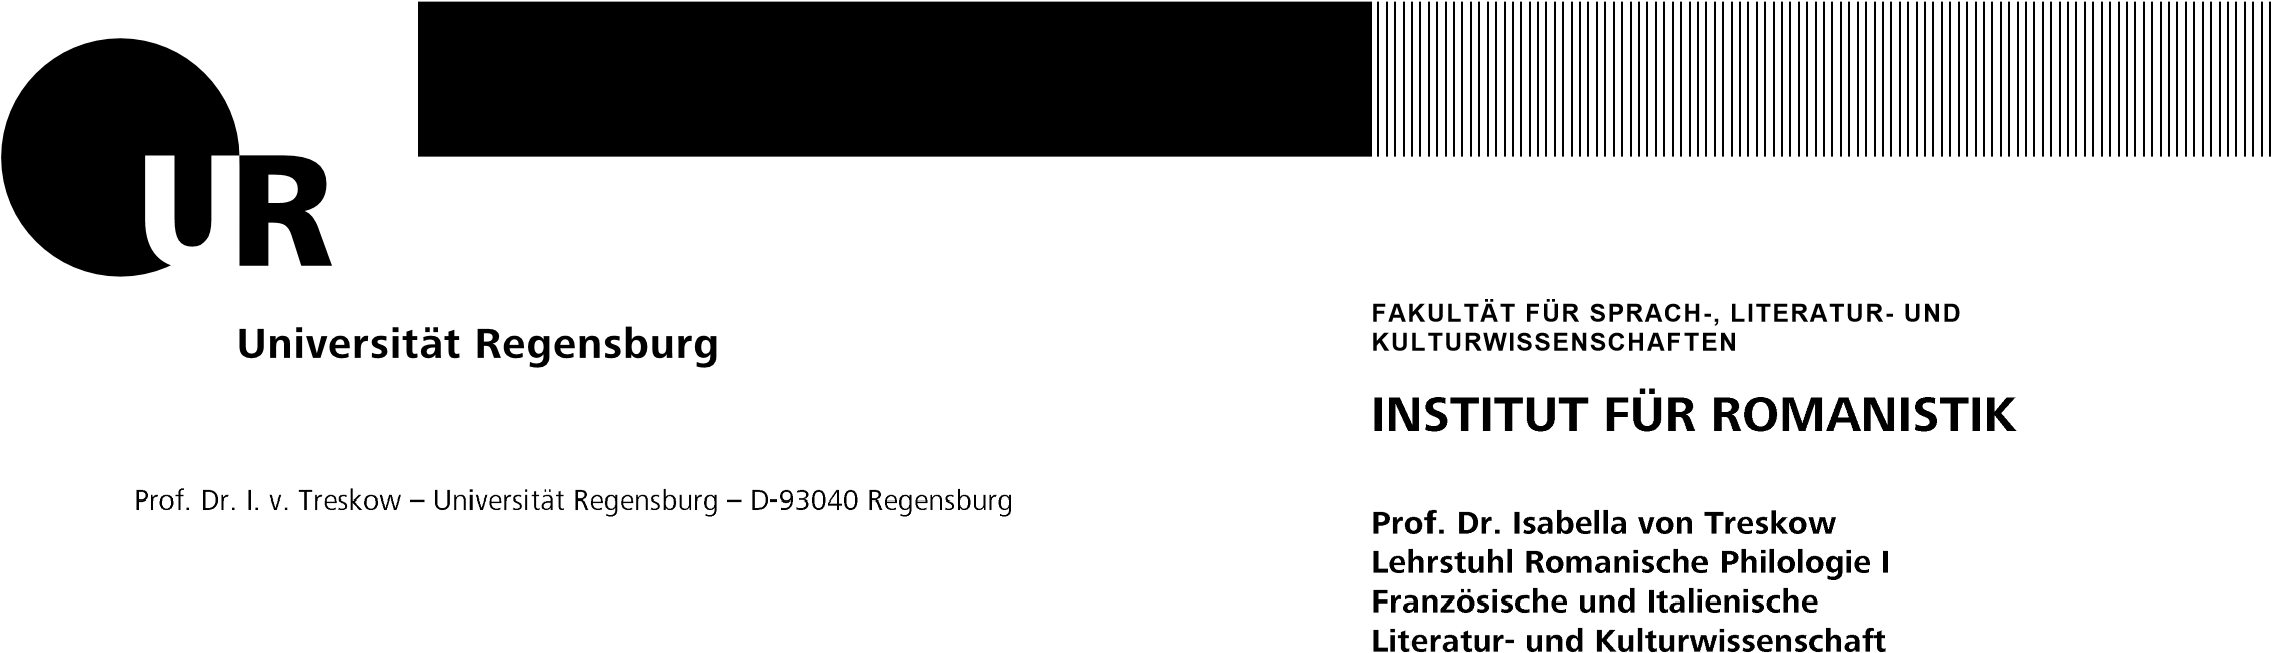 UR
Universität Regensburg
FAKULTÄT FÜR SPRACH-, LITERATUR- UND
KULTURWISSENSCHAFTEN
INSTITUT FÜR ROMANISTIK
Prof. Dr. I. v. Treskow – Universität Regensburg – D-93040 Regensburg
Prof. Dr. Isabella von Treskow
Lehrstuhl Romanische Philologie I
Französische und Italienische
Literatur- und Kulturwissenschaft